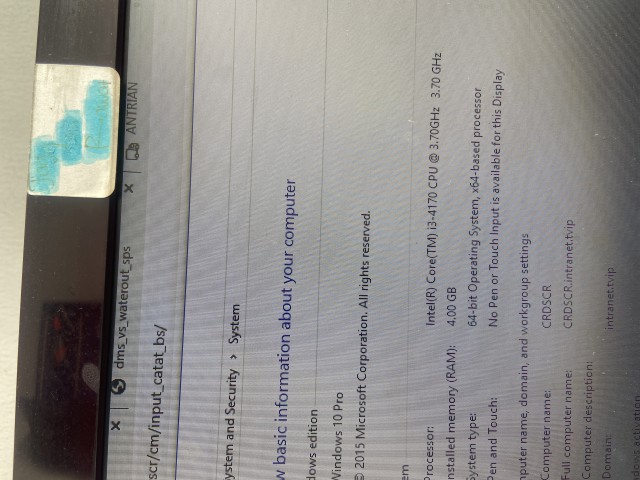 dms_vs_waterout_sps
ANTRIAN
scr/cm/input_catat_bs/
ystem and Security > System
w basic information about your computer
dows edition
Windows 10 Pro
© 2015 Microsoft Corporation. All rights reserved.
em
Processor: Intel(R) Core(TM) i3-4170 CPU @ 3.70GHz 3.70 GHz
nstalled memory (RAM): 4.00 GB
System type: 64-bit Operating System, x64-based processor
Pen and Touch: No Pen or Touch Input is available for this Display
mputer name, domain, and workgroup settings
Computer name: CRDSCR
Full computer name: CRDSCR.intranet.tvip
Computer description:
Domain: intranet.tvip
dows activation